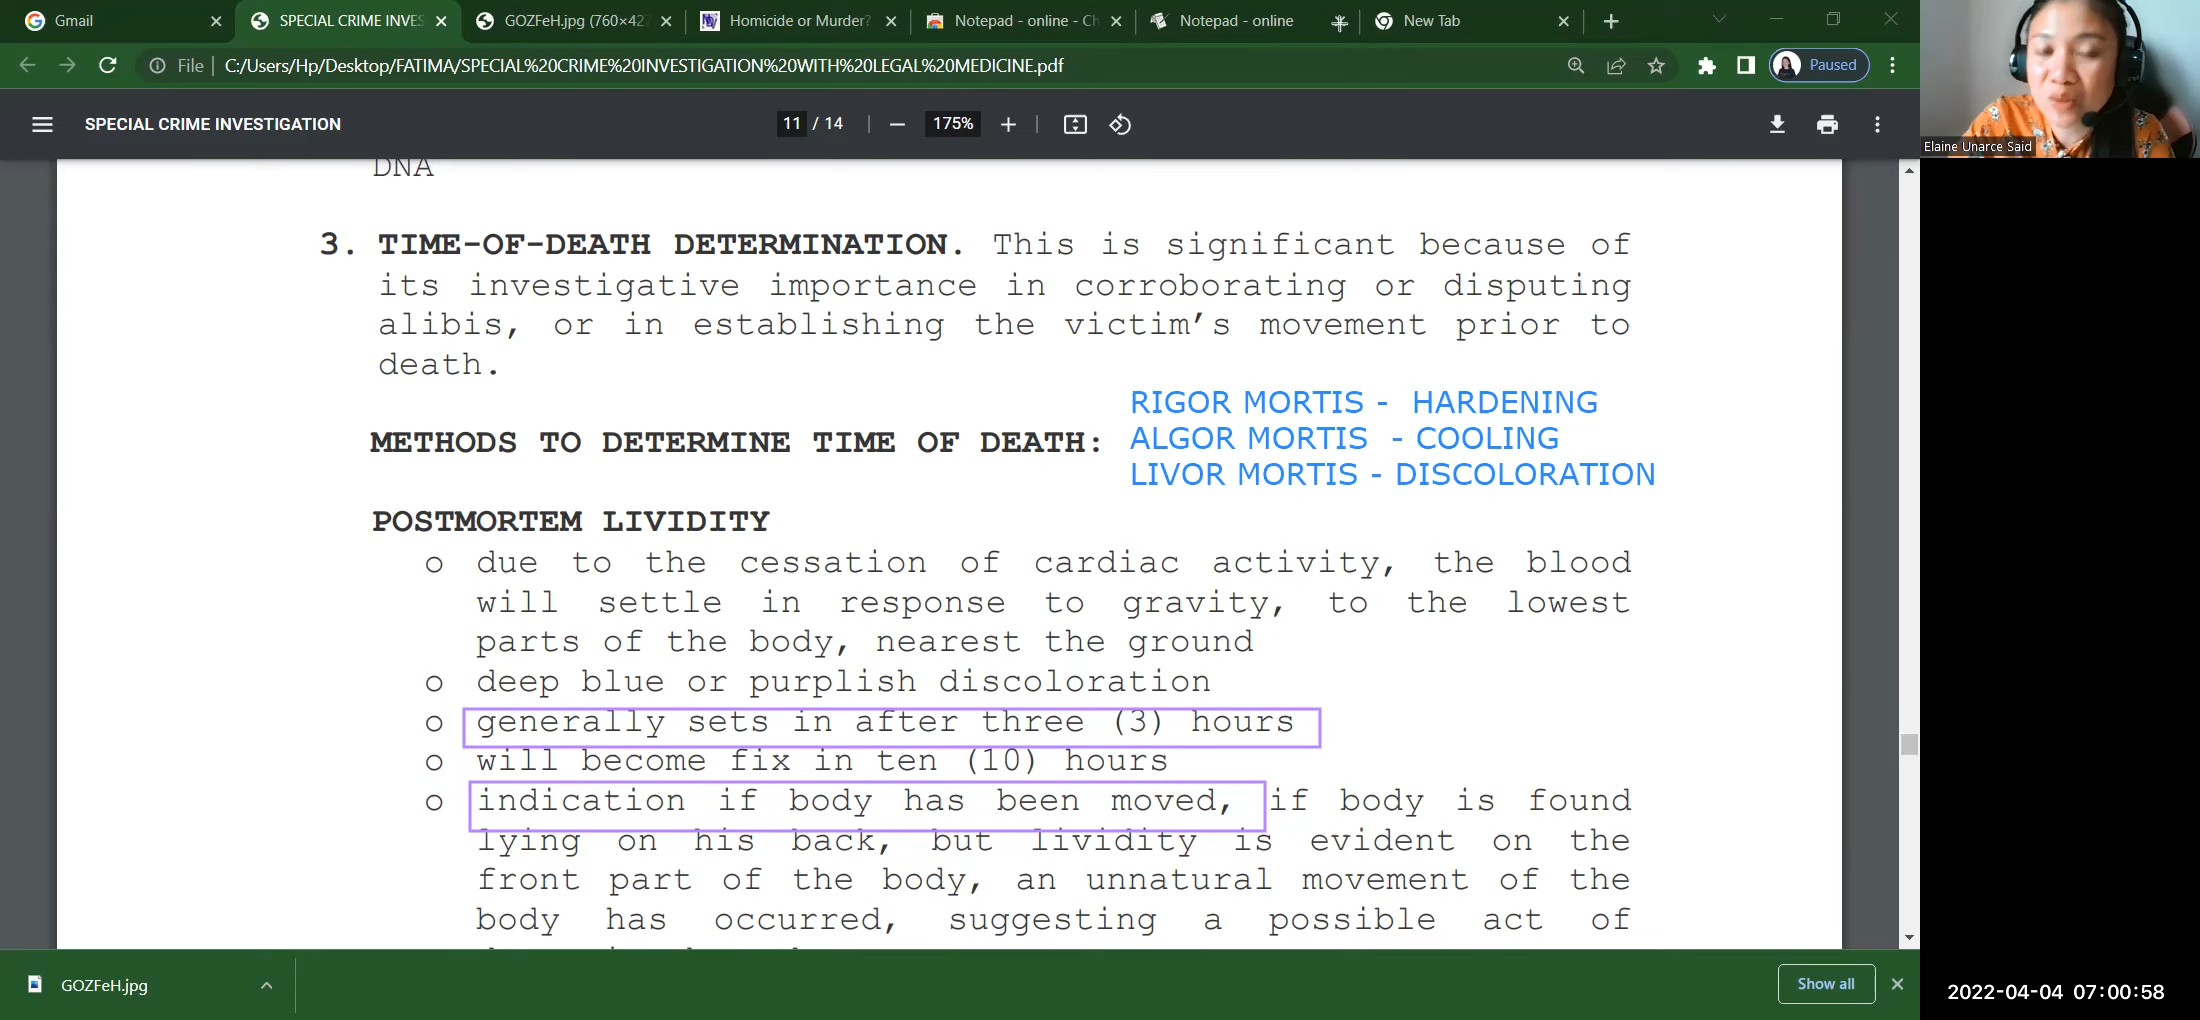 Gmail
SPECIAL CRIME INVES
GOZFeH.jpg (760×427
Homicide or Murder?
Notepad - online - Ch
Notepad - online
New Tab
File
C:/Users/Hp/Desktop/FATIMA/SPECIAL%20CRIME%20INVESTIGATION%20WITH%20LEGAL%20MEDICINE.pdf
Paused
SPECIAL CRIME INVESTIGATION
11 / 14
175%
Elaine Unarce Said
DNA
3. TIME-OF-DEATH DETERMINATION. This is significant because of
its investigative importance in corroborating or disputing
alibis, or in establishing the victim's movement prior to
death.
RIGOR MORTIS - HARDENING
METHODS TO DETERMINE TIME OF DEATH: ALGOR MORTIS - COOLING
LIVOR MORTIS - DISCOLORATION
POSTMORTEM LIVIDITY
o due to the cessation of cardiac activity, the blood
will settle in response to gravity, to the lowest
parts of the body, nearest the ground
o deep blue or purplish discoloration
o generally sets in after three (3) hours
o will become fix in ten (10) hours
o indication if body has been moved, if body is found
lying on his back, but lividity is evident on the
front part of the body, an unnatural movement of the
body has occurred, suggesting a possible act of
GOZFeH.jpg
Show all
2022-04-04 07:00:58